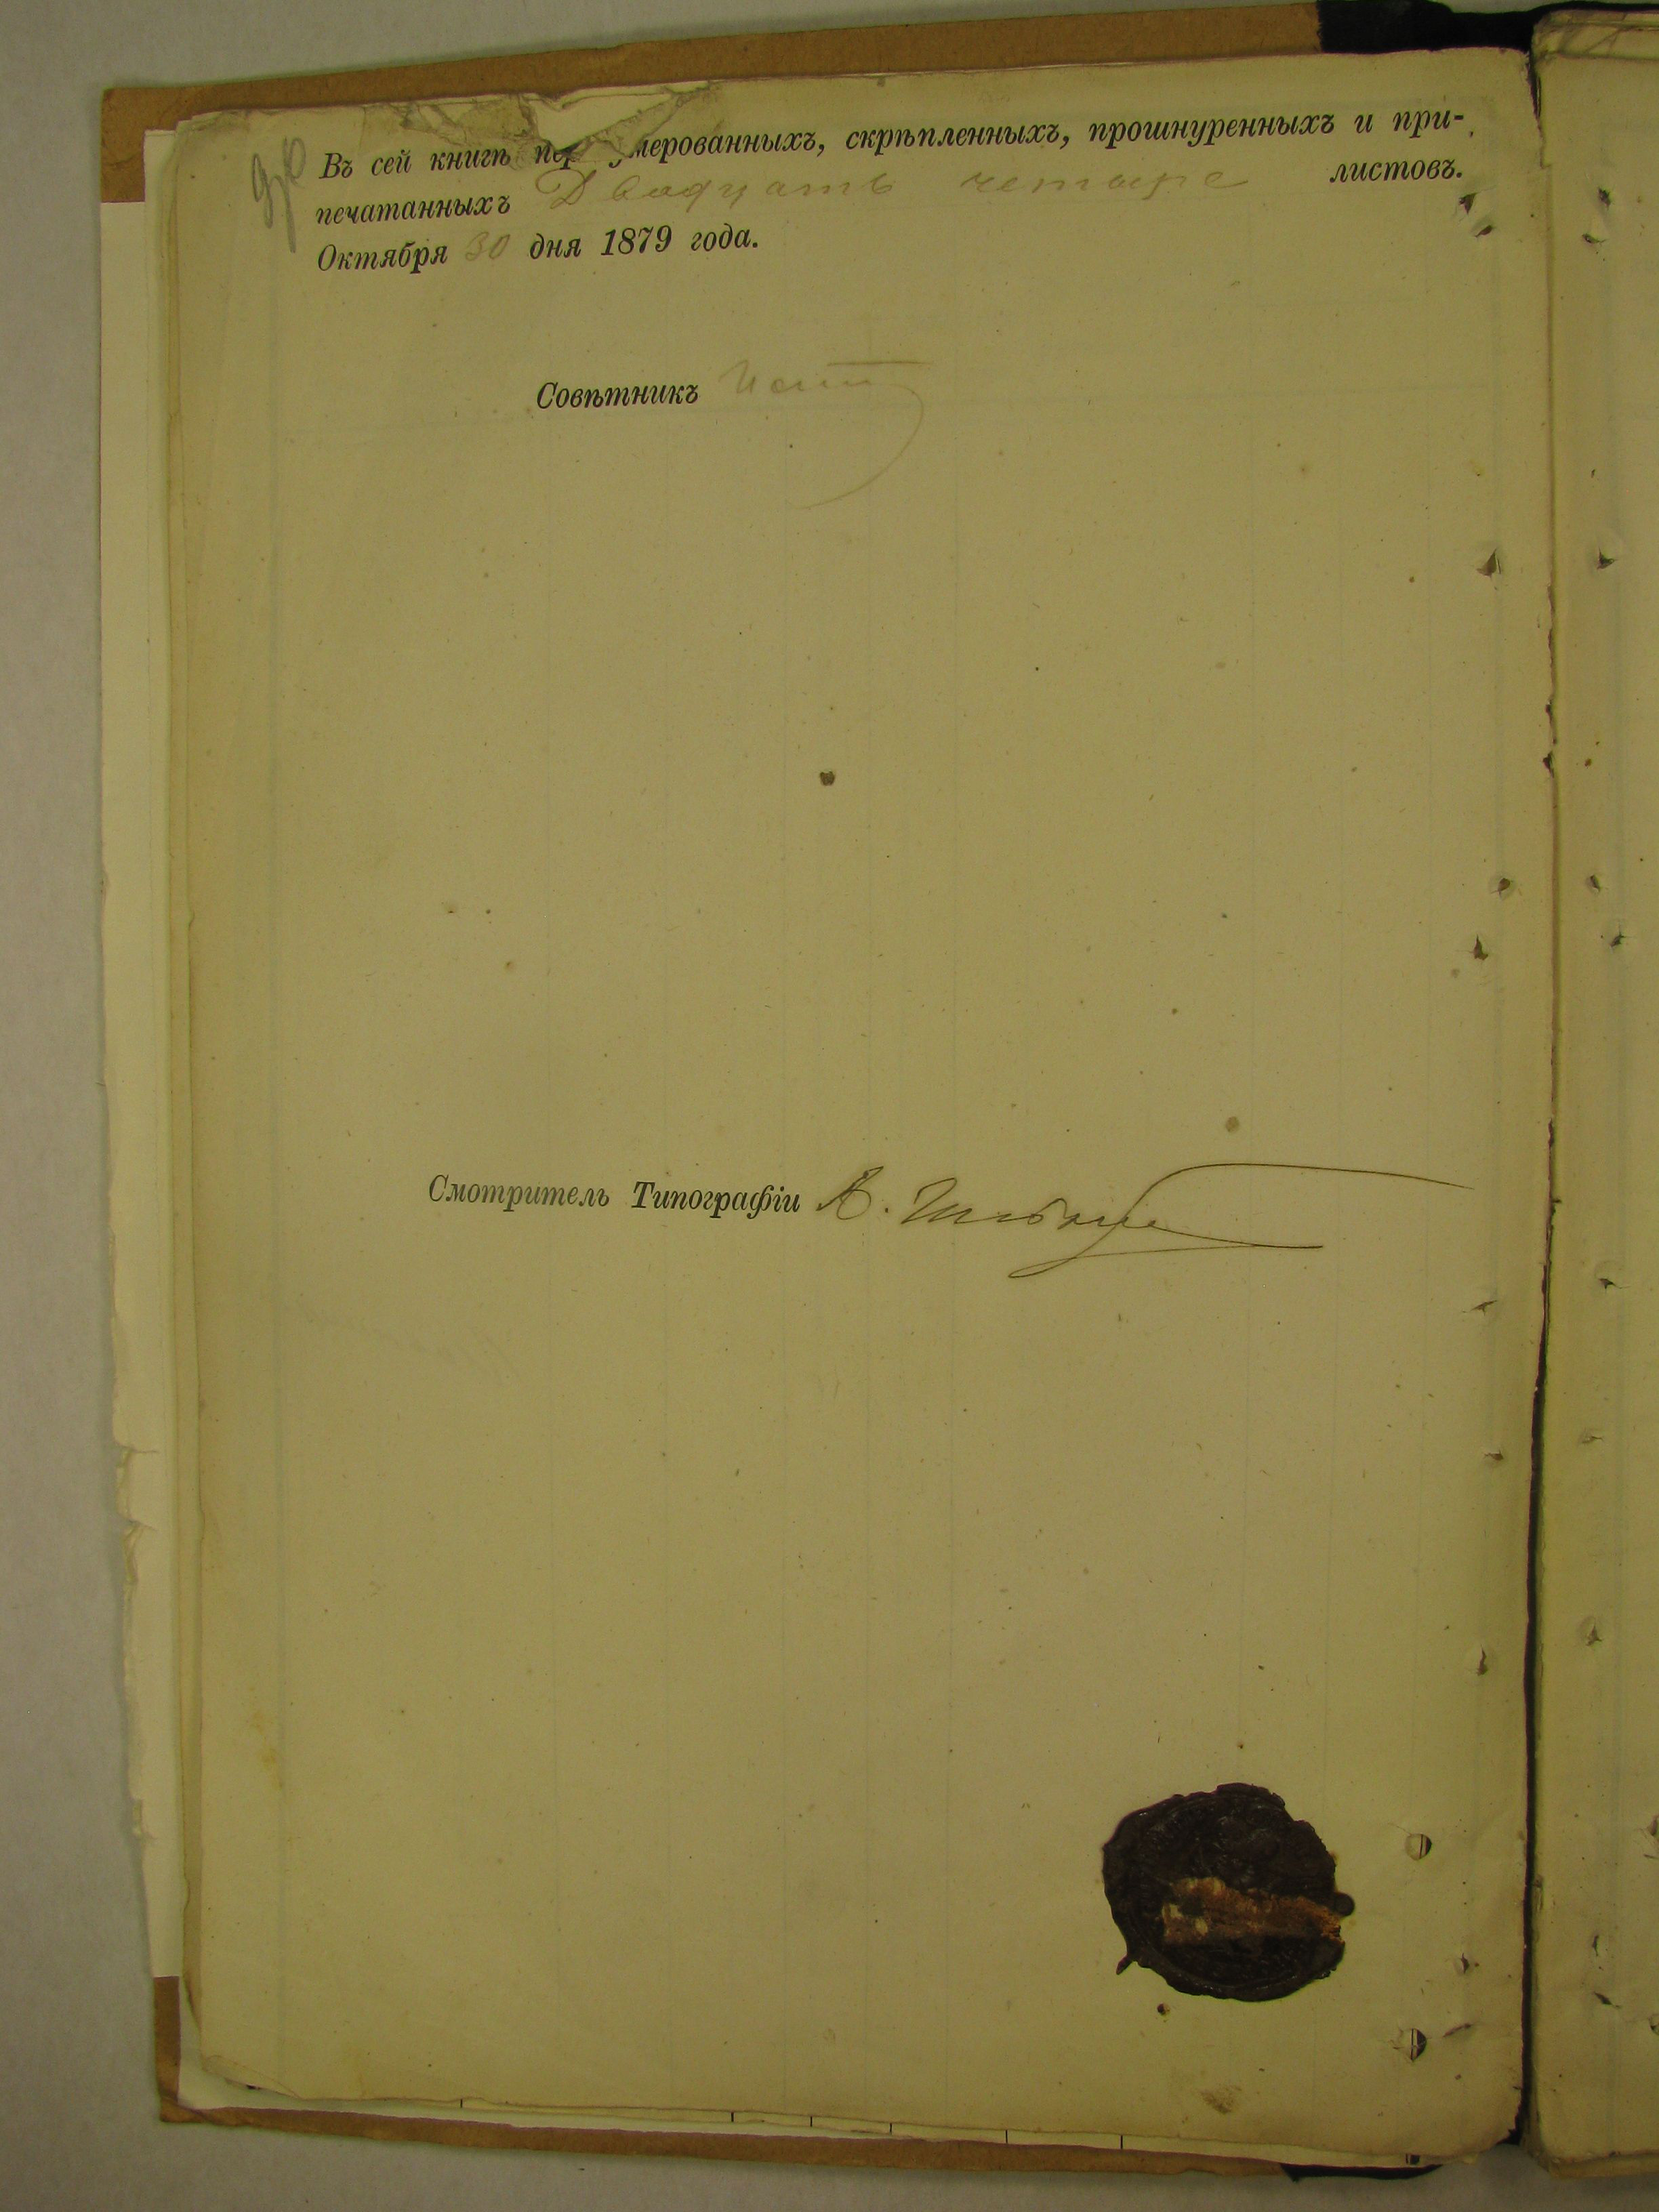 Въ сей книгѣ пер умерованныхъ, скрѣпленныхъ, прошнуренныхъ и при-
печатанныхъ Двадцать четыре листовъ.
Октября 30 дня 1879 года.
Совѣтникъ
Смотритель Типографіи А.